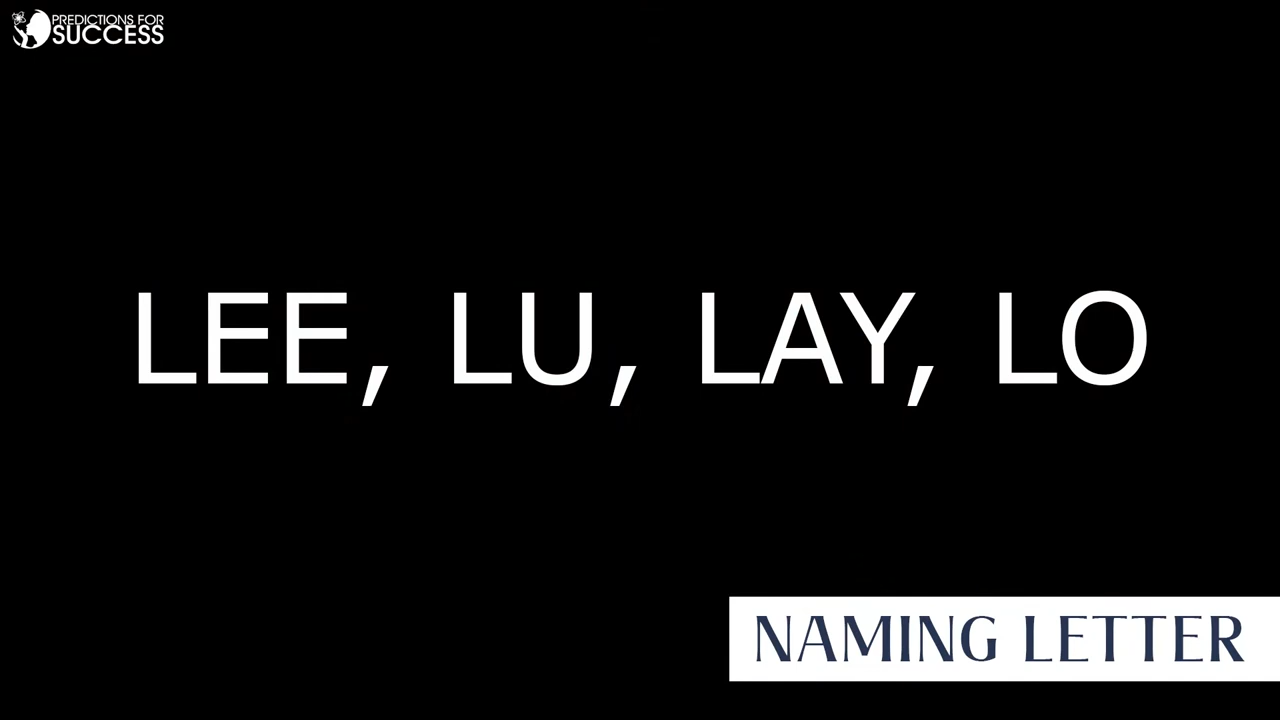 PREDICTIONS FOR
SUCCESS
LEE, LU, LAY, LO
NAMING LETTER